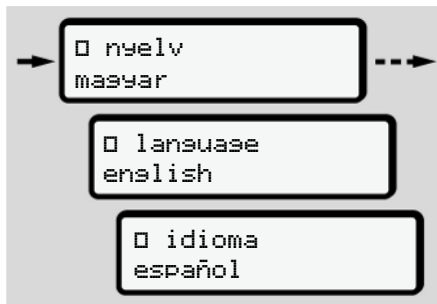 □ nyelv
magyar
□ language
english
□ idioma
español